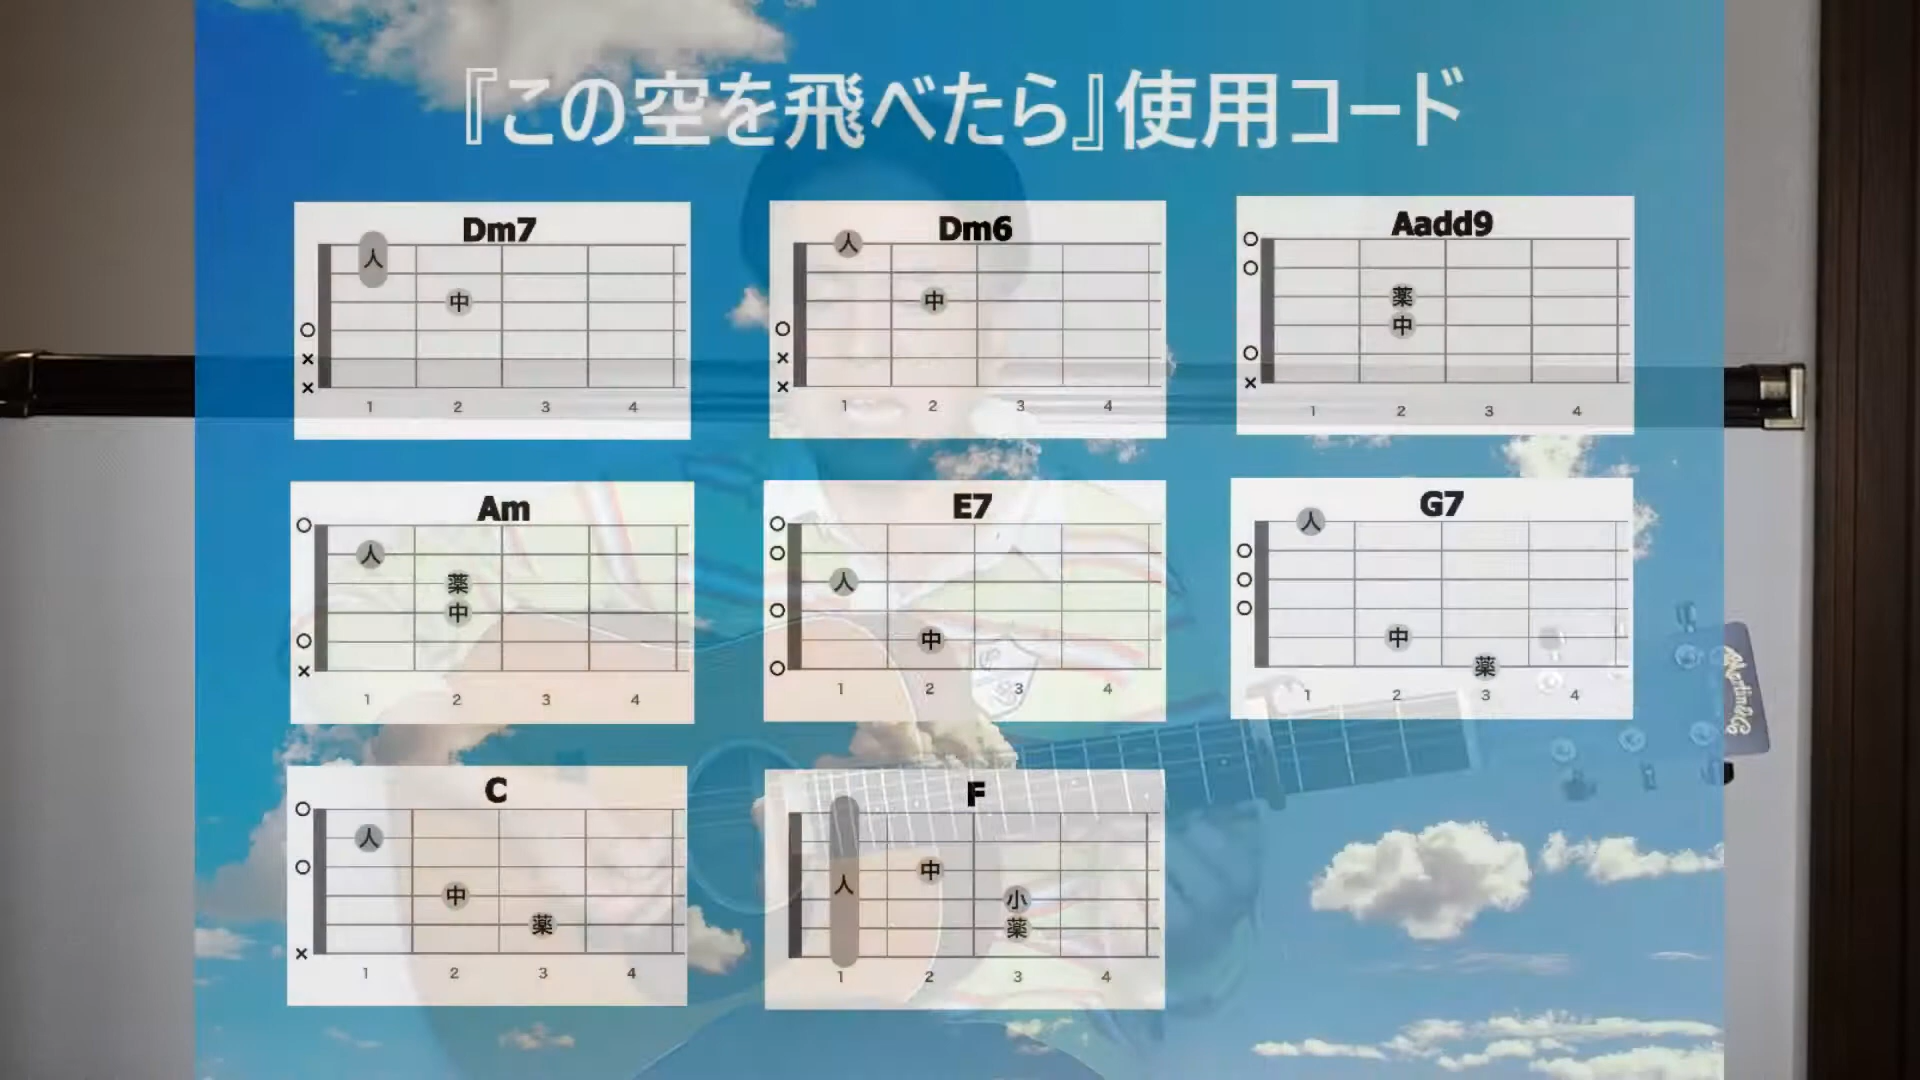 『この空を飛べたら』使用コード
Dm7
人
中
○
×
×
1 2 3 4
Dm6
人
中
○
×
×
1 2 3 4
Aadd9
○
○
薬
中
○
×
1 2 3 4
Am
○
人
薬
中
○
×
1 2 3 4
E7
○
○
人
○
中
○
1 2 3 4
G7
人
○
○
○
中
薬
1 2 3 4
C
○
人
○
中
薬
×
1 2 3 4
F
中
人
小
薬
1 2 3 4